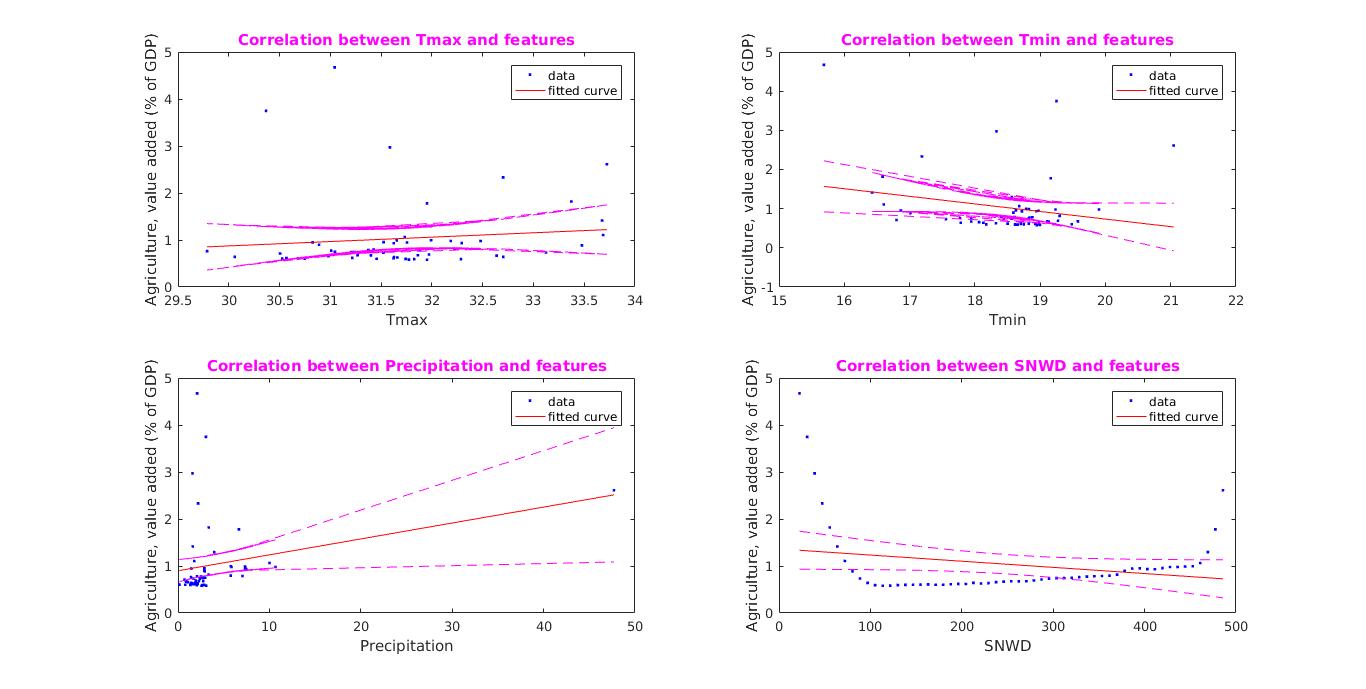 Correlation between Tmax and features
Agriculture, value added (% of GDP)
5
4
3
2
1
0
data
fitted curve
29.5 30 30.5 31 31.5 32 32.5 33 33.5 34
Tmax
Correlation between Tmin and features
Agriculture, value added (% of GDP)
5
4
3
2
1
0
-1
data
fitted curve
15 16 17 18 19 20 21 22
Tmin
Correlation between Precipitation and features
Agriculture, value added (% of GDP)
5
4
3
2
1
0
data
fitted curve
0 10 20 30 40 50
Precipitation
Correlation between SNWD and features
Agriculture, value added (% of GDP)
5
4
3
2
1
0
data
fitted curve
0 100 200 300 400 500
SNWD